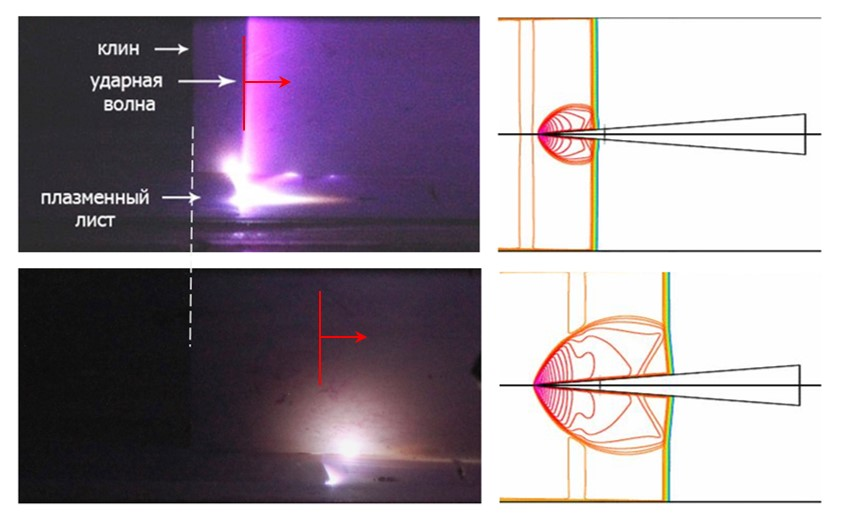 клин
ударная
волна
плазменный
лист